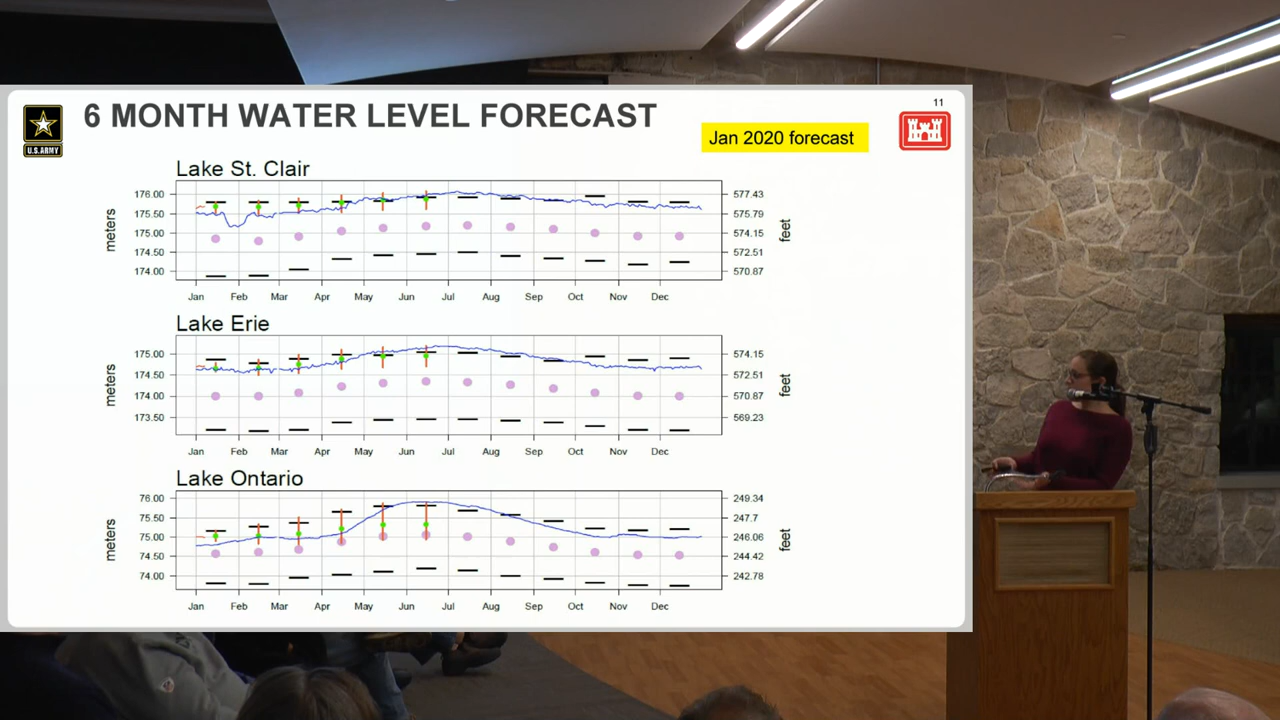 6 MONTH WATER LEVEL FORECAST
11
Jan 2020 forecast
U.S.ARMY
Lake St. Clair
176.00
175.50
175.00
174.50
174.00
meters
577.43
575.79
574.15
572.51
570.87
feet
Jan Feb Mar Apr May Jun Jul Aug Sep Oct Nov Dec
Lake Erie
175.00
174.50
174.00
173.50
meters
574.15
572.51
570.87
569.23
feet
Jan Feb Mar Apr May Jun Jul Aug Sep Oct Nov Dec
Lake Ontario
76.00
75.50
75.00
74.50
74.00
meters
249.34
247.7
246.06
244.42
242.78
feet
Jan Feb Mar Apr May Jun Jul Aug Sep Oct Nov Dec